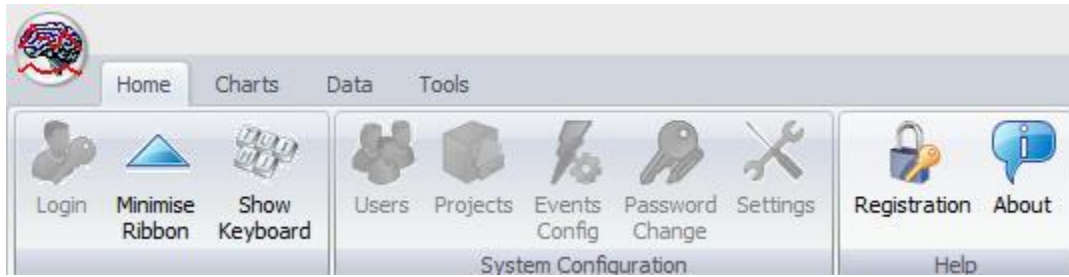 Home Charts Data Tools
Login Minimise Ribbon Show Keyboard Users Projects Events Config Password Change Settings Registration About
System Configuration Help